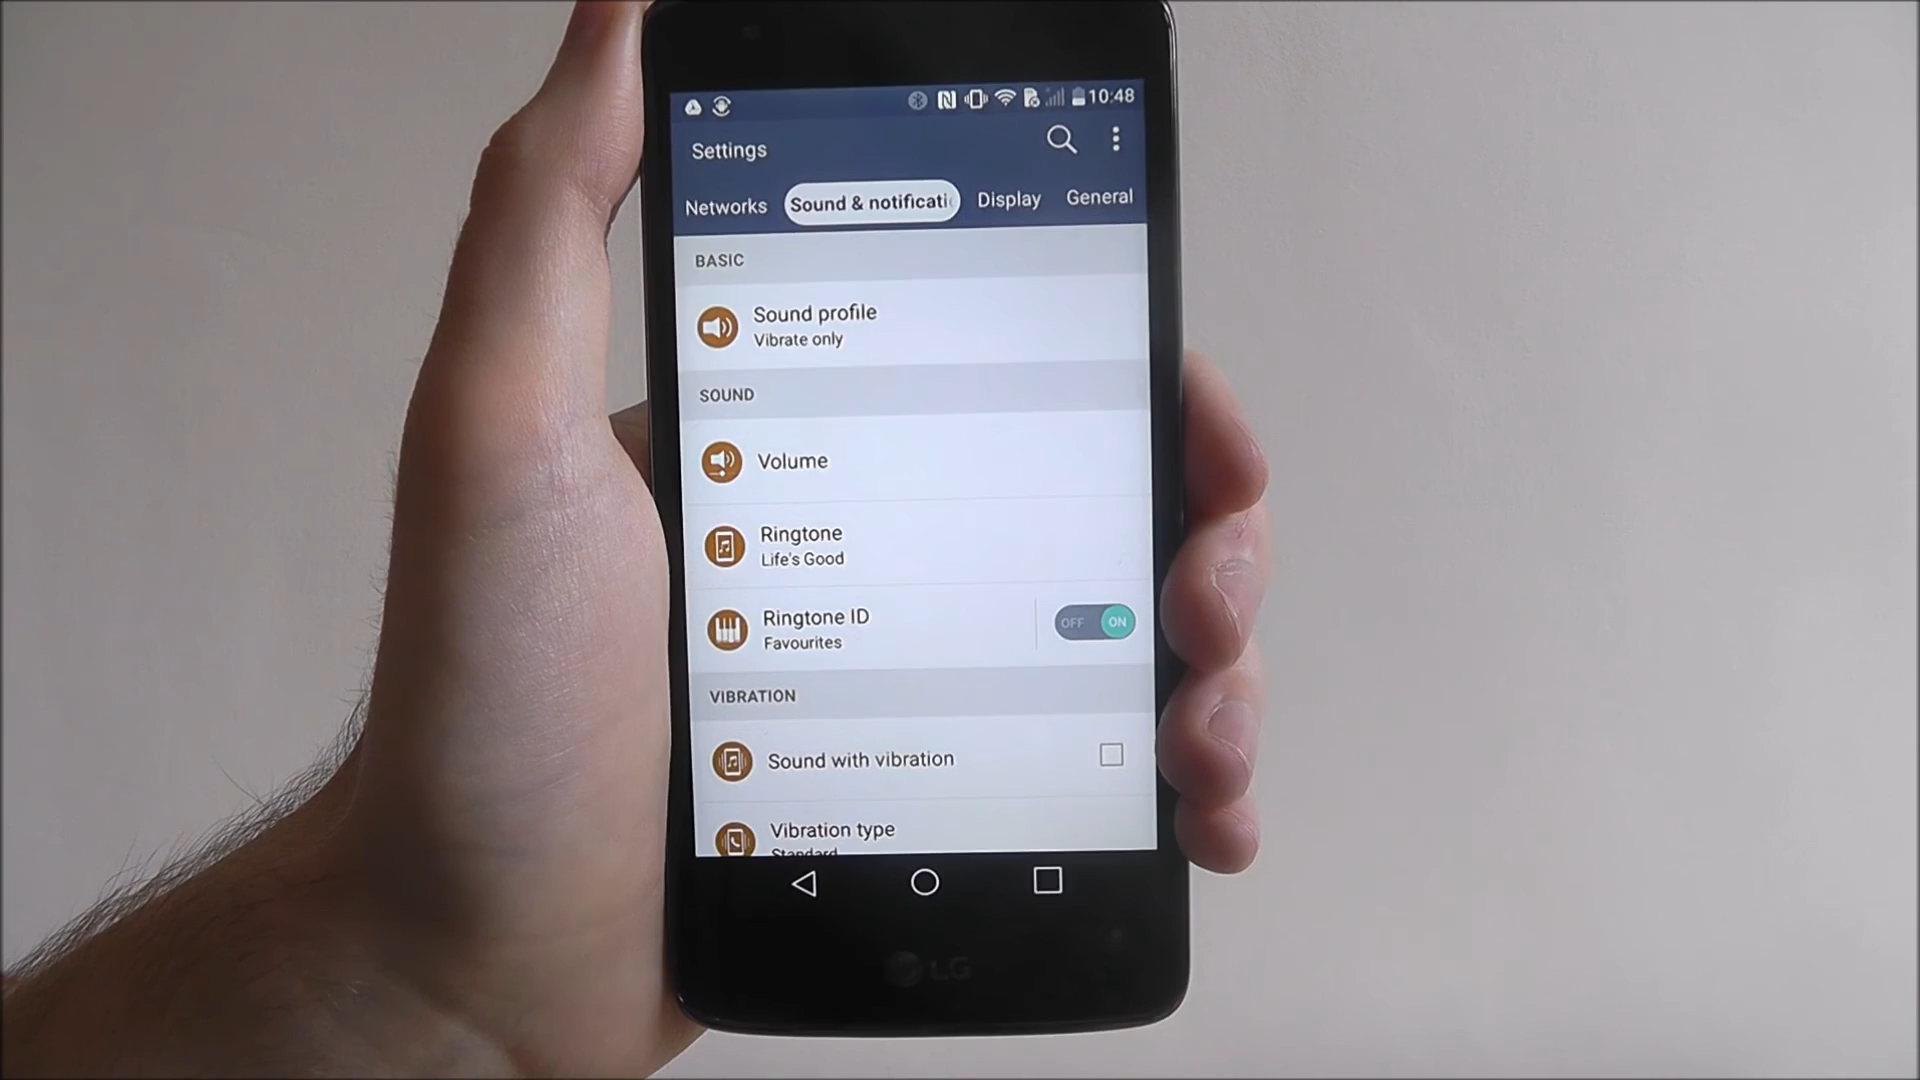 10:48
Settings
Networks Sound & notificati Display General
BASIC
Sound profile
Vibrate only
SOUND
Volume
Ringtone
Life's Good
Ringtone ID
Favourites
OFF ON
VIBRATION
Sound with vibration
Vibration type
Standard
LG